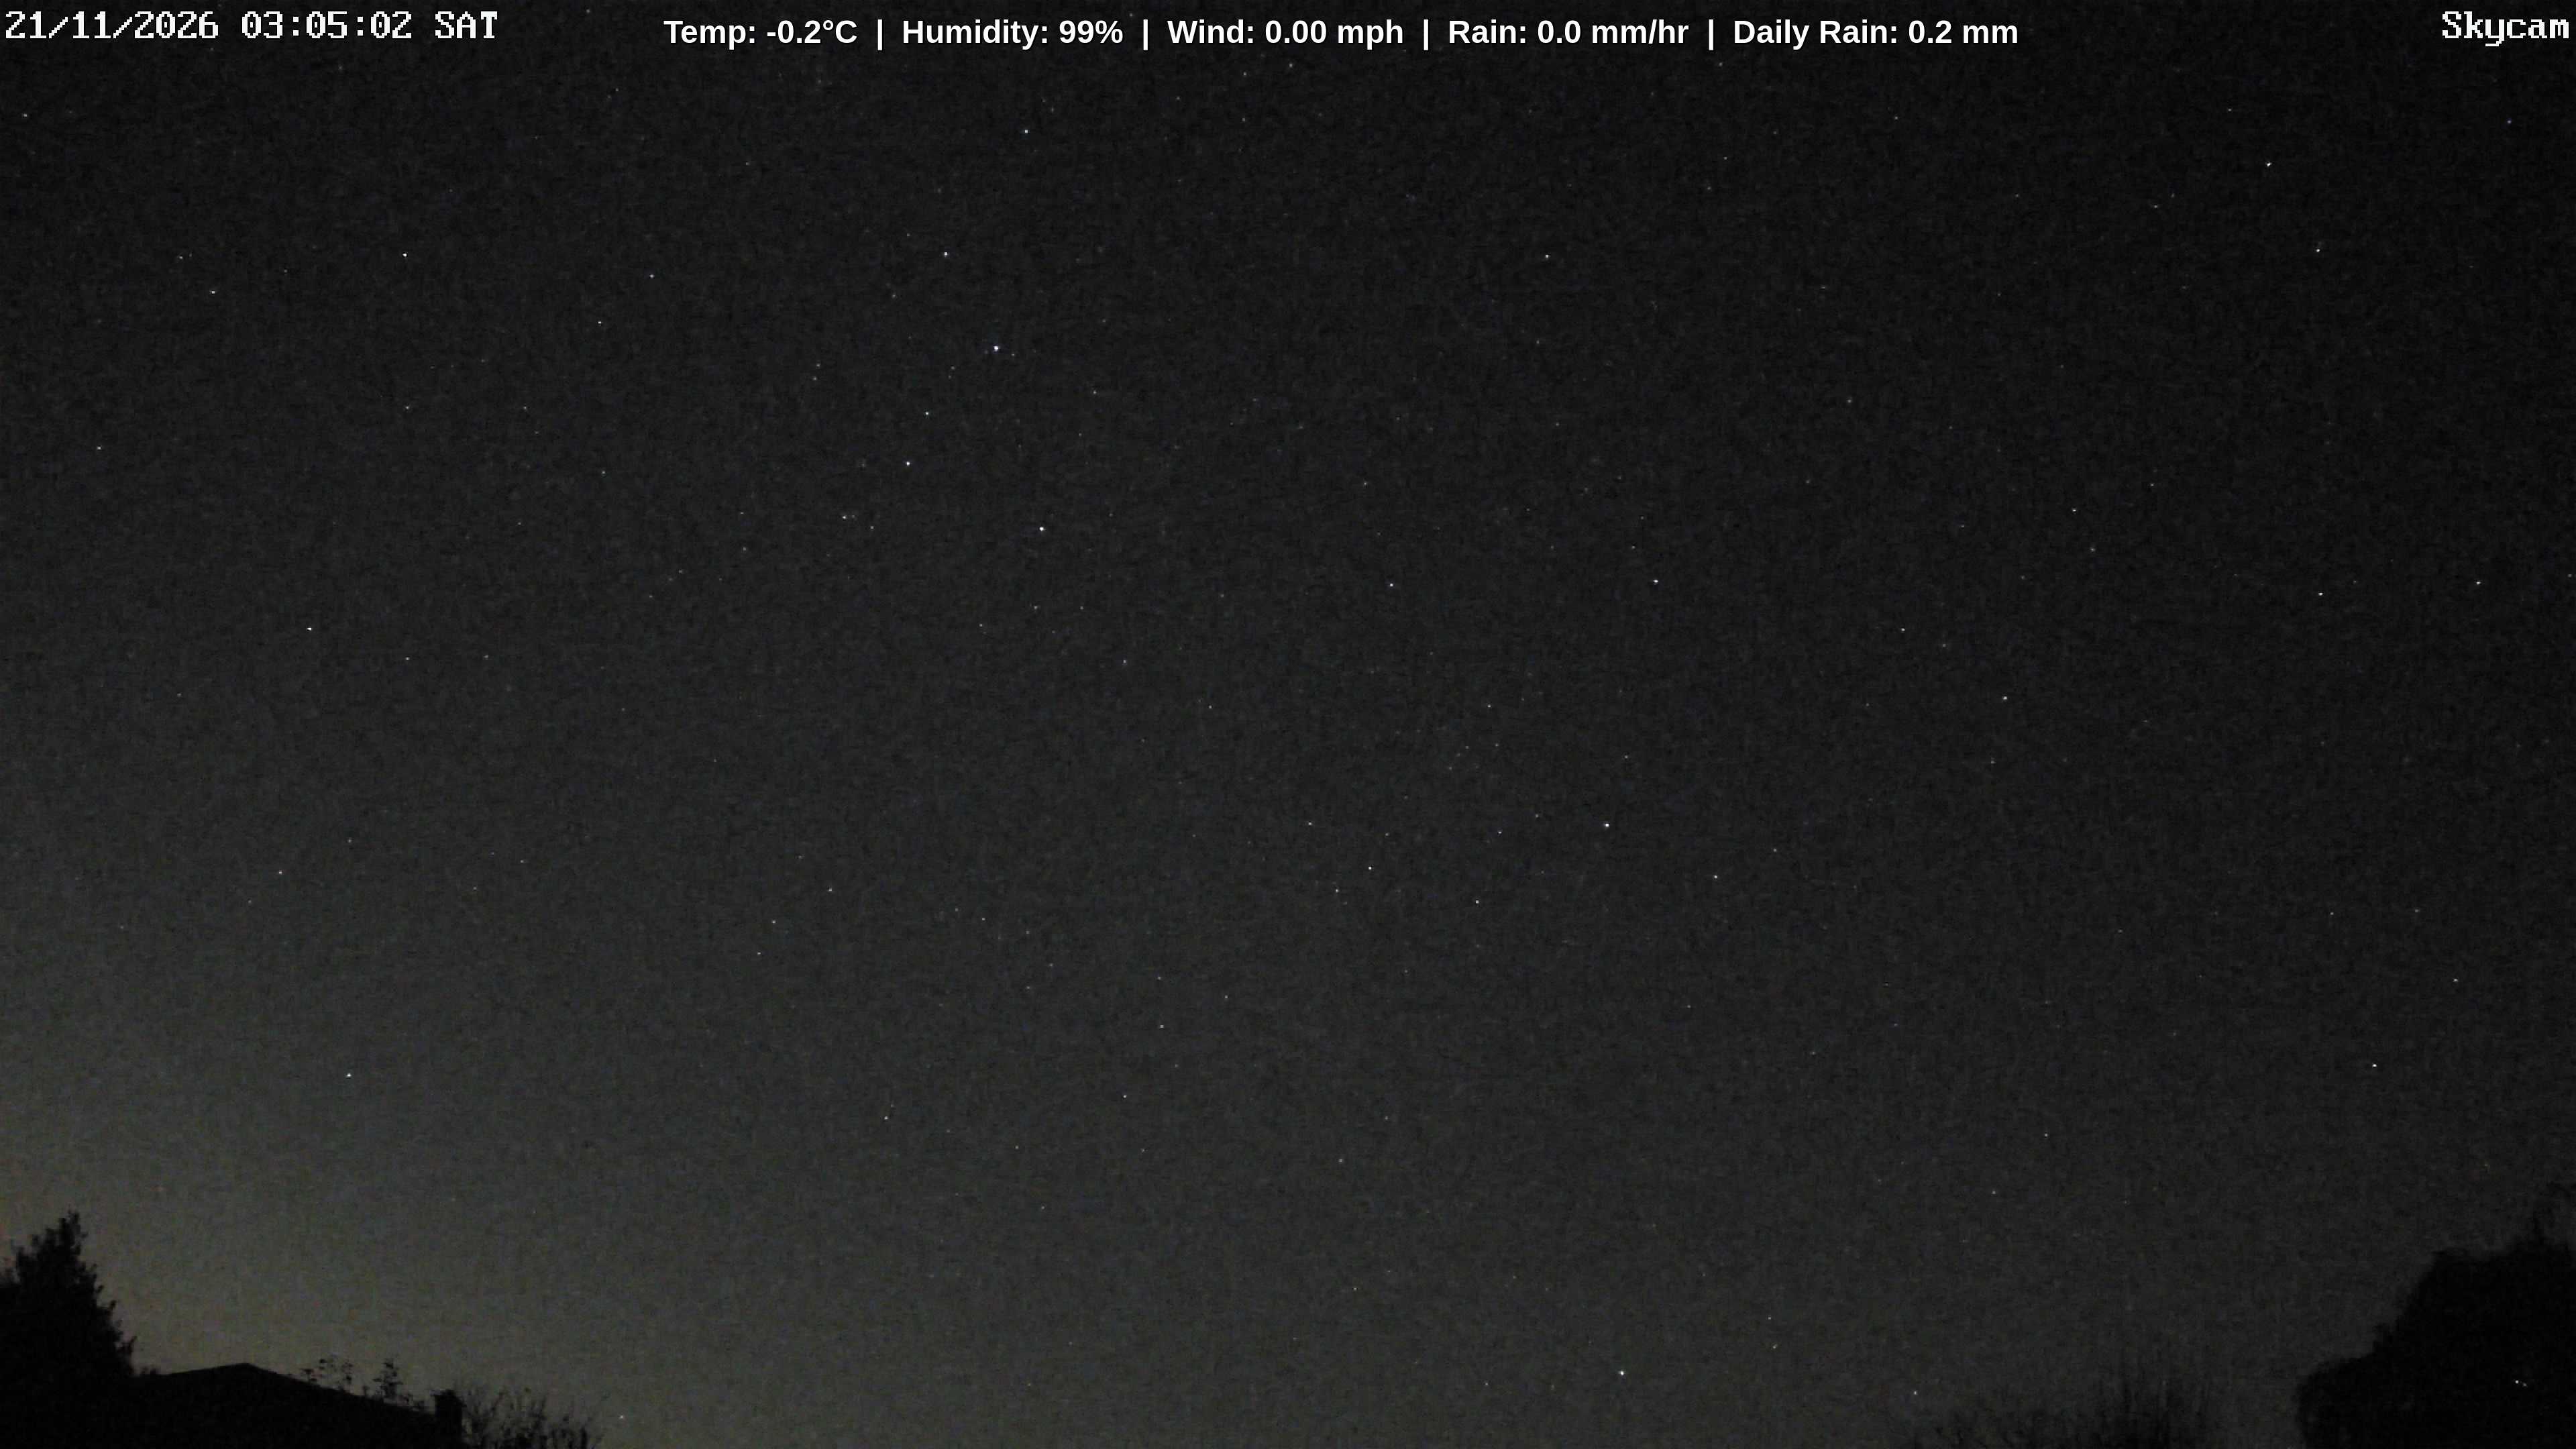 21/11/2026 03:05:02 SAT
Temp: -0.2°C | Humidity: 99% | Wind: 0.00 mph | Rain: 0.0 mm/hr | Daily Rain: 0.2 mm
Skycam